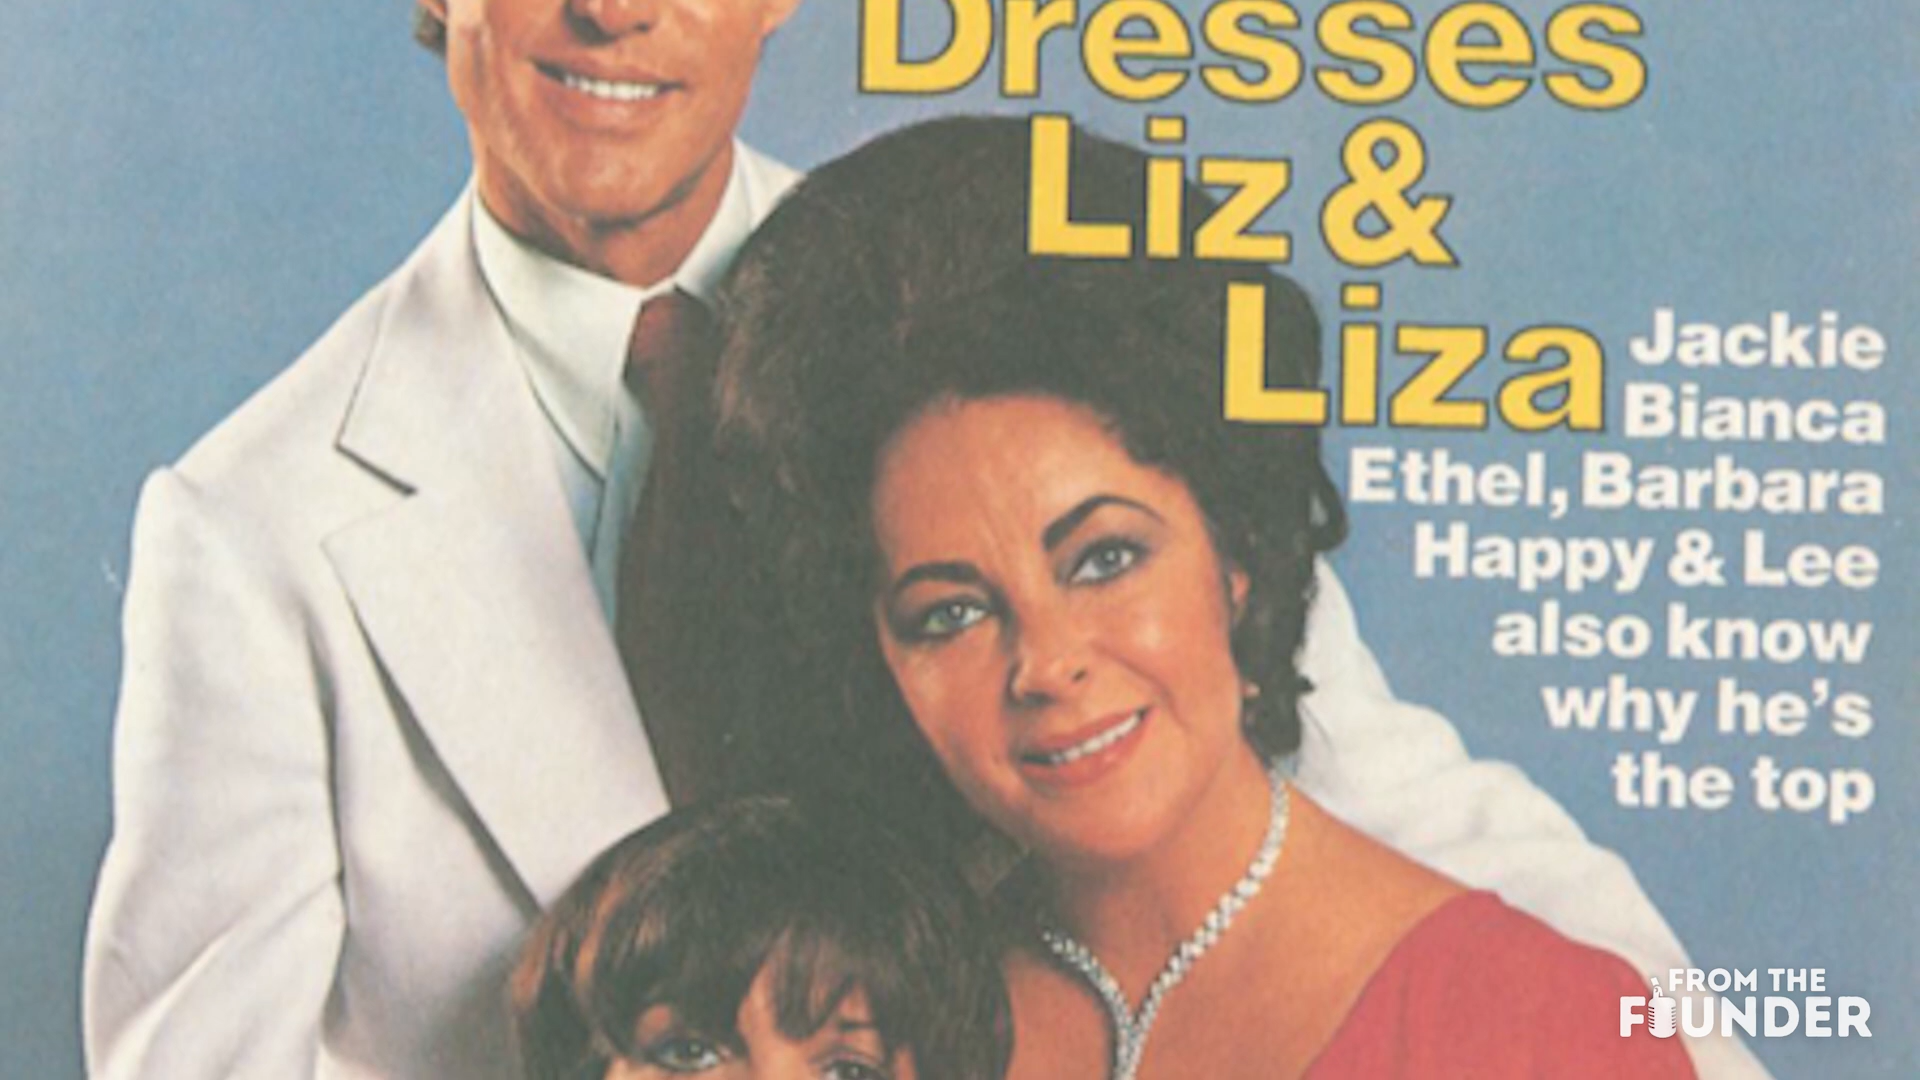 Dresses
Liz &
Liza
Jackie
Bianca
Ethel, Barbara
Happy & Lee
also know
why he's
the top
FROM THE
FOUNDER